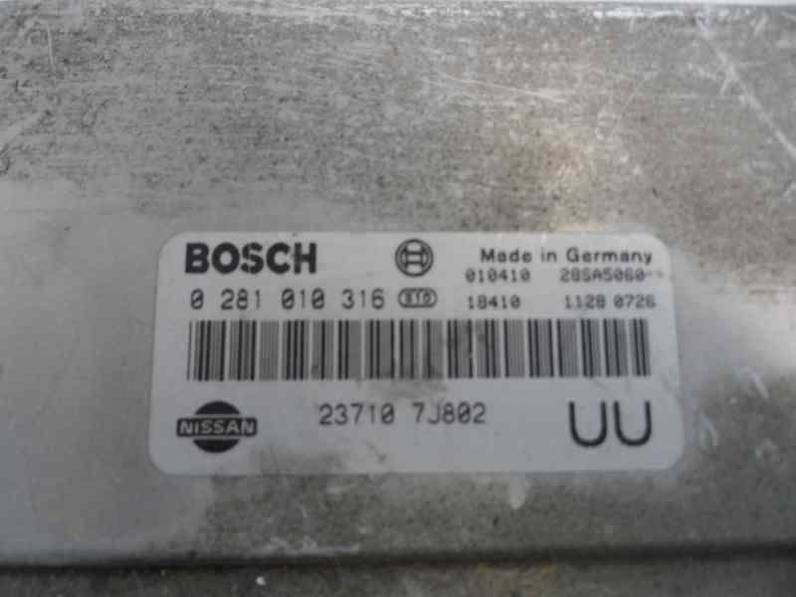 BOSCH Made in Germany
010410 28SA5060
0 281 010 316 18410 1128 0726
NISSAN 23710 7J802 UU